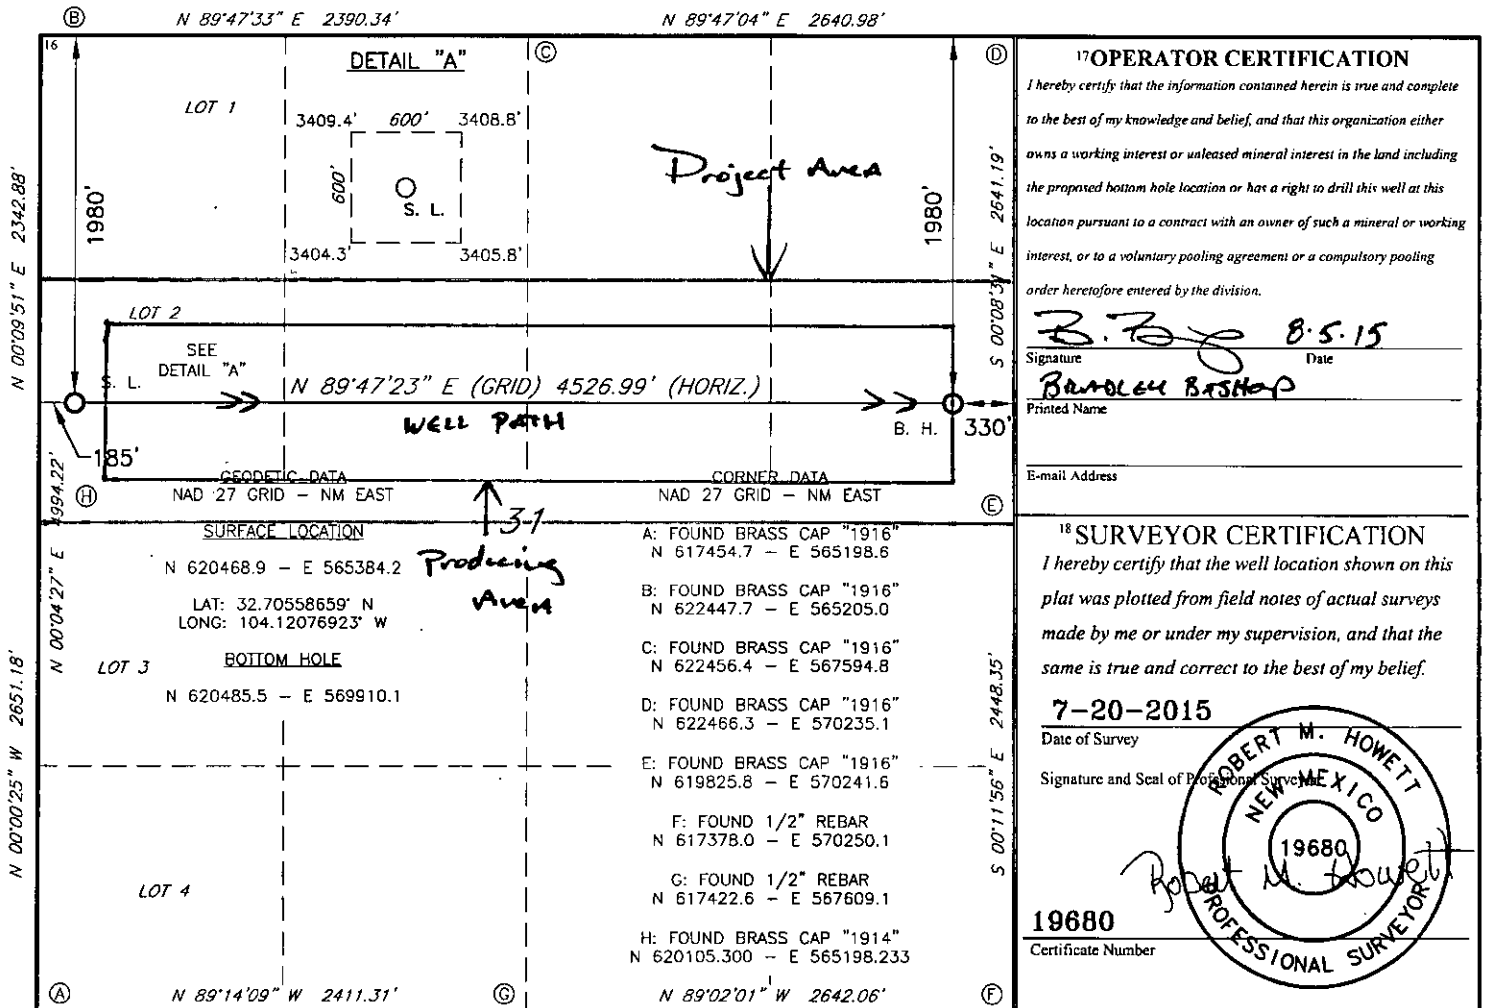 Ⓑ N 89°47'33" E 2390.34' N 89°47'04" E 2640.98'
16
DETAIL "A"
Ⓒ
Ⓓ
LOT 1
3409.4' 600' 3408.8'
600'
S. L.
3404.3' 3405.8'
Project Area
1980'
1980'
N 00°09'51" E 2342.88'
S 00°08'31" E 2641.19'
LOT 2
SEE
DETAIL "A"
S. L.
N 89°47'23" E (GRID) 4526.99' (HORIZ.)
WELL PATH
B. H. 330'
185'
Ⓗ
Ⓔ
GEODETIC DATA
NAD 27 GRID – NM EAST
SURFACE LOCATION
N 620468.9 – E 565384.2
LAT: 32.70558659° N
LONG: 104.12076923° W
BOTTOM HOLE
N 620485.5 – E 569910.1
31
Producing
Area
CORNER DATA
NAD 27 GRID – NM EAST
A: FOUND BRASS CAP "1916"
N 617454.7 – E 565198.6
B: FOUND BRASS CAP "1916"
N 622447.7 – E 565205.0
C: FOUND BRASS CAP "1916"
N 622456.4 – E 567594.8
D: FOUND BRASS CAP "1916"
N 622466.3 – E 570235.1
E: FOUND BRASS CAP "1916"
N 619825.8 – E 570241.6
F: FOUND 1/2" REBAR
N 617378.0 – E 570250.1
G: FOUND 1/2" REBAR
N 617422.6 – E 567609.1
H: FOUND BRASS CAP "1914"
N 620105.300 – E 565198.233
N 00°04'27" E 4994.22'
N 00°00'25" W 2651.18'
LOT 3
LOT 4
S 00°11'56" E 2448.35'
Ⓐ N 89°14'09" W 2411.31' Ⓖ N 89°02'01" W 2642.06' Ⓕ
17 OPERATOR CERTIFICATION
I hereby certify that the information contained herein is true and complete
to the best of my knowledge and belief, and that this organization either
owns a working interest or unleased mineral interest in the land including
the proposed bottom hole location or has a right to drill this well at this
location pursuant to a contract with an owner of such a mineral or working
interest, or to a voluntary pooling agreement or a compulsory pooling
order heretofore entered by the division.
8.5.15
Signature Date
BRADLEY BISHOP
Printed Name
E-mail Address
18 SURVEYOR CERTIFICATION
I hereby certify that the well location shown on this
plat was plotted from field notes of actual surveys
made by me or under my supervision, and that the
same is true and correct to the best of my belief.
7-20-2015
Date of Survey
Signature and Seal of Professional Surveyor
ROBERT M. HOWETT
NEW MEXICO
19680
PROFESSIONAL SURVEYOR
Robert M. Howett
19680
Certificate Number